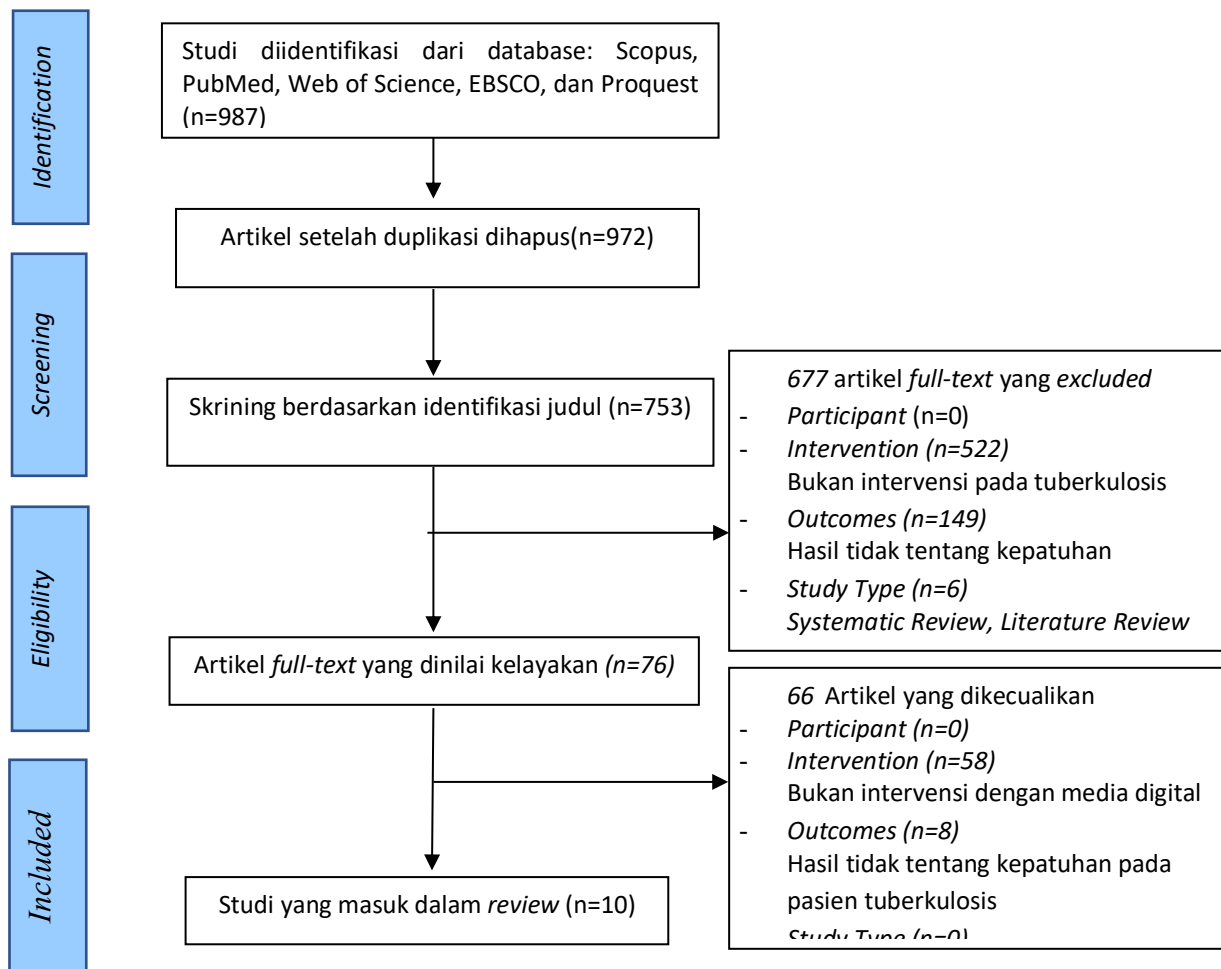 Identification
Studi diidentifikasi dari database: Scopus,
PubMed, Web of Science, EBSCO, dan Proquest
(n=987)
Artikel setelah duplikasi dihapus(n=972)
Screening
Skrining berdasarkan identifikasi judul (n=753)
677 artikel full-text yang excluded
- Participant (n=0)
- Intervention (n=522)
Bukan intervensi pada tuberkulosis
- Outcomes (n=149)
Hasil tidak tentang kepatuhan
- Study Type (n=6)
Systematic Review, Literature Review
Eligibility
Artikel full-text yang dinilai kelayakan (n=76)
66 Artikel yang dikecualikan
- Participant (n=0)
- Intervention (n=58)
Bukan intervensi dengan media digital
- Outcomes (n=8)
Hasil tidak tentang kepatuhan pada
pasien tuberkulosis
Study Type (n=0)
Included
Studi yang masuk dalam review (n=10)